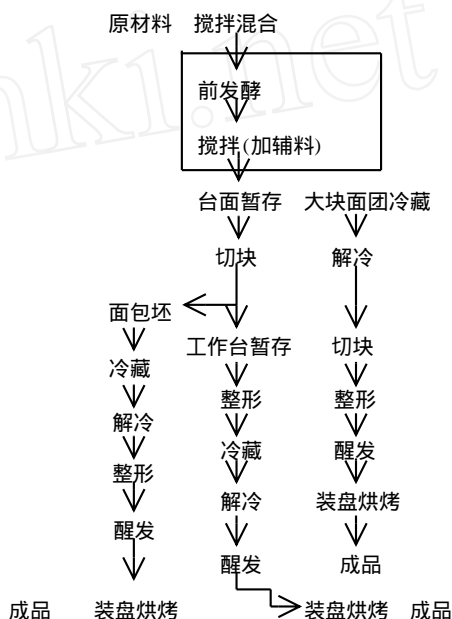 原材料 搅拌混合
前发酵
搅拌(加辅料)
台面暂存 大块面团冷藏
切块 解冷
面包坯
工作台暂存 切块
冷藏
整形 整形
解冷
冷藏 醒发
整形
解冷 装盘烘烤
醒发
醒发 成品
成品 装盘烘烤 装盘烘烤 成品